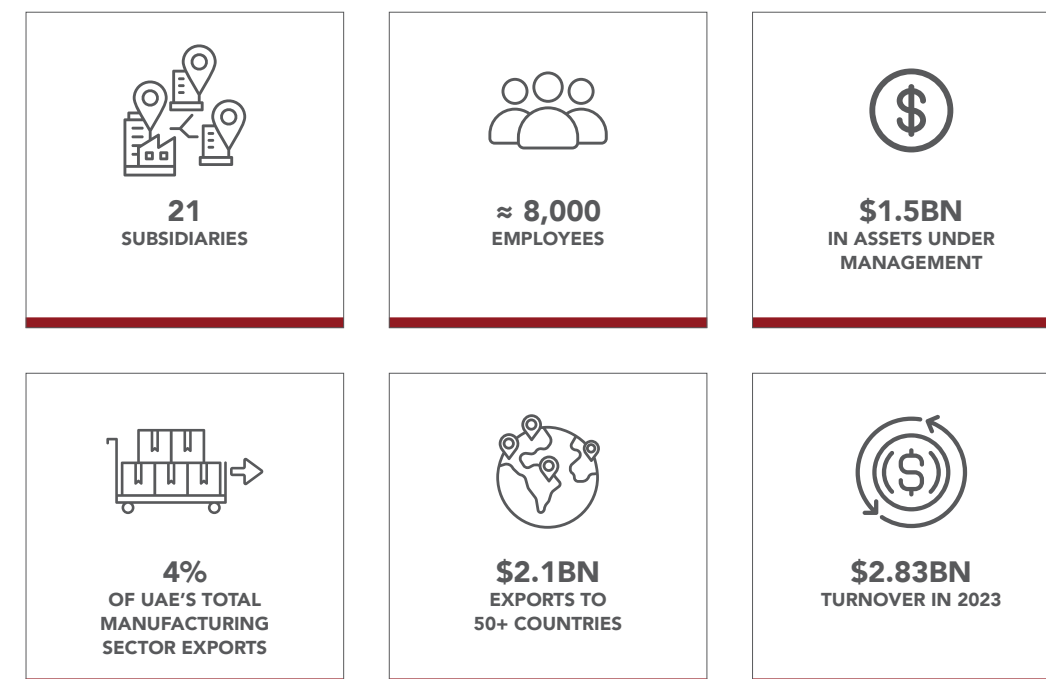 21
SUBSIDIARIES
≈ 8,000
EMPLOYEES
$1.5BN
IN ASSETS UNDER
MANAGEMENT
4%
OF UAE’S TOTAL
MANUFACTURING
SECTOR EXPORTS
$2.1BN
EXPORTS TO
50+ COUNTRIES
$2.83BN
TURNOVER IN 2023